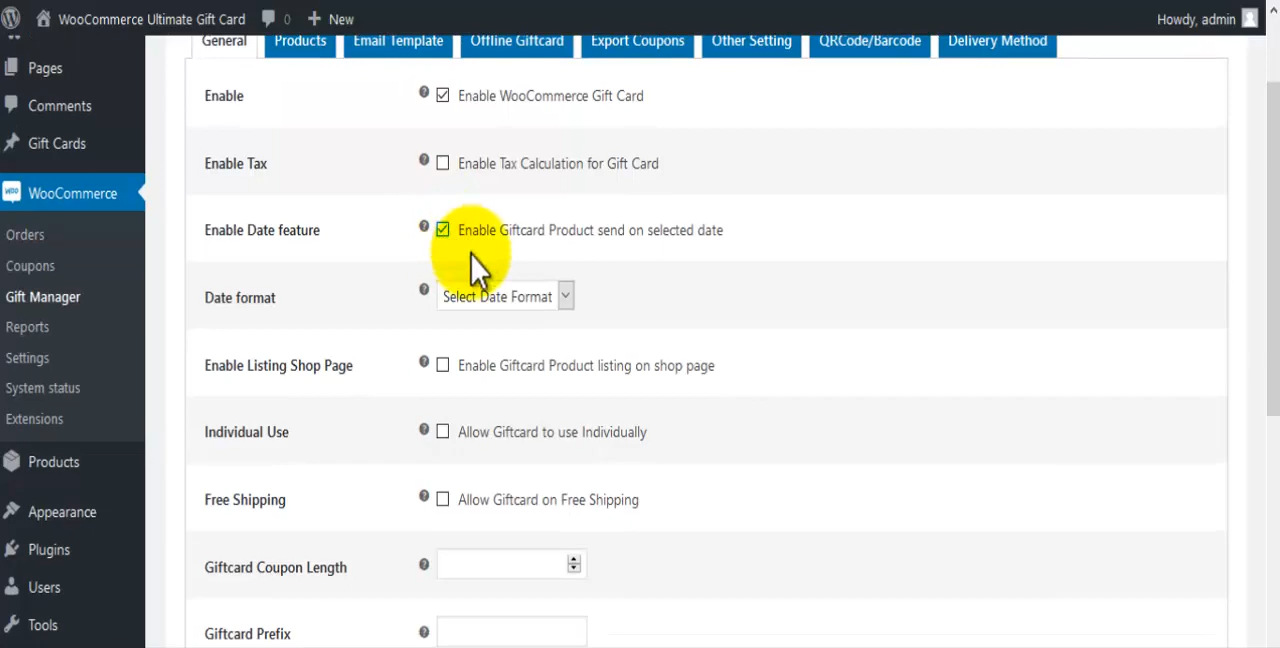 WooCommerce Ultimate Gift Card 0 + New Howdy, admin
General Products Email Template Offline Giftcard Export Coupons Other Setting QRCode/Barcode Delivery Method
Pages
Comments
Gift Cards
WooCommerce
Orders
Coupons
Gift Manager
Reports
Settings
System status
Extensions
Products
Appearance
Plugins
Users
Tools
Enable Enable WooCommerce Gift Card
Enable Tax Enable Tax Calculation for Gift Card
Enable Date feature Enable Giftcard Product send on selected date
Date format Select Date Format
Enable Listing Shop Page Enable Giftcard Product listing on shop page
Individual Use Allow Giftcard to use Individually
Free Shipping Allow Giftcard on Free Shipping
Giftcard Coupon Length
Giftcard Prefix